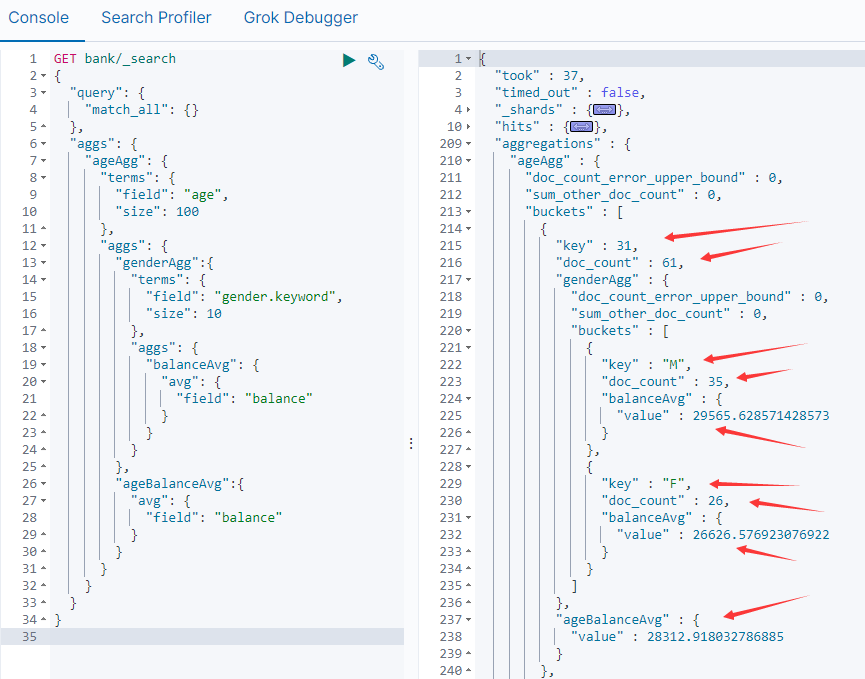 Console Search Profiler Grok Debugger
1 GET bank/_search
2 {
3 "query": {
4 "match_all": {}
5 },
6 "aggs": {
7 "ageAgg": {
8 "terms": {
9 "field": "age",
10 "size": 100
11 },
12 "aggs": {
13 "genderAgg":{
14 "terms": {
15 "field": "gender.keyword",
16 "size": 10
17 },
18 "aggs": {
19 "balanceAvg": {
20 "avg": {
21 "field": "balance"
22 }
23 }
24 }
25 },
26 "ageBalanceAvg":{
27 "avg": {
28 "field": "balance"
29 }
30 }
31 }
32 }
33 }
34 }
35
1 {
2 "took" : 37,
3 "timed_out" : false,
4 "_shards" : {},
10 "hits" : {},
209 "aggregations" : {
210 "ageAgg" : {
211 "doc_count_error_upper_bound" : 0,
212 "sum_other_doc_count" : 0,
213 "buckets" : [
214 {
215 "key" : 31,
216 "doc_count" : 61,
217 "genderAgg" : {
218 "doc_count_error_upper_bound" : 0,
219 "sum_other_doc_count" : 0,
220 "buckets" : [
221 {
222 "key" : "M",
223 "doc_count" : 35,
224 "balanceAvg" : {
225 "value" : 29565.628571428573
226 }
227 },
228 {
229 "key" : "F",
230 "doc_count" : 26,
231 "balanceAvg" : {
232 "value" : 26626.576923076922
233 }
234 }
235 ]
236 },
237 "ageBalanceAvg" : {
238 "value" : 28312.918032786885
239 }
240 },